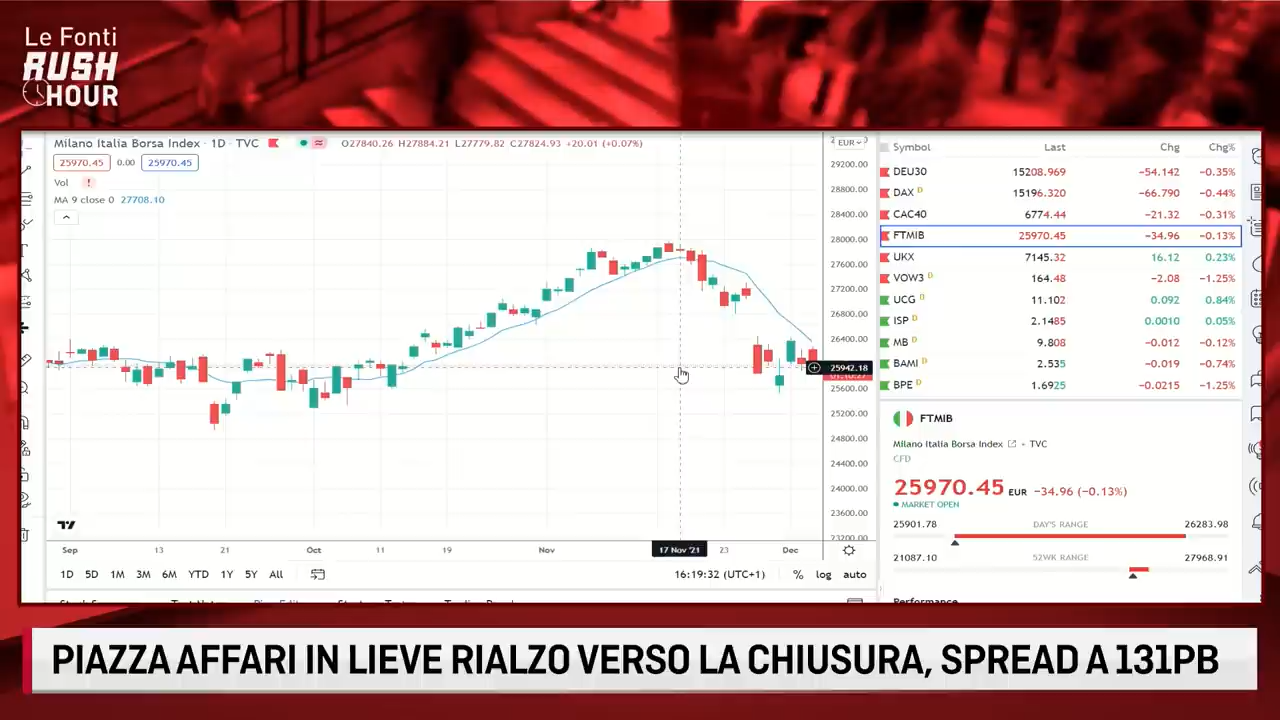 Le Fonti
RUSH
HOUR
Milano Italia Borsa Index · 1D · TVC
O27840.26 H27884.21 L27779.82 C27824.93 +20.01 (+0.07%)
25970.45 0.00 25970.45
Vol !
MA 9 close 0 27708.10
EUR
29200.00
28800.00
28400.00
28000.00
27600.00
27200.00
26800.00
26400.00
25942.18
25600.00
25200.00
24800.00
24400.00
24000.00
23600.00
23200.00
Sep 13 21 Oct 11 19 Nov 17 Nov '21 23 Dec
1D 5D 1M 3M 6M YTD 1Y 5Y All
16:19:32 (UTC+1) % log auto
Symbol Last Chg Chg%
DEU30 15208.969 −54.142 −0.35%
DAX D 15196.320 −66.790 −0.44%
CAC40 6774.44 −21.32 −0.31%
FTMIB 25970.45 −34.96 −0.13%
UKX 7145.32 16.12 0.23%
VOW3 D 164.48 −2.08 −1.25%
UCG D 11.102 0.092 0.84%
ISP D 2.1485 0.0010 0.05%
MB D 9.808 −0.012 −0.12%
BAMI D 2.535 −0.019 −0.74%
BPE D 1.6925 −0.0215 −1.25%
FTMIB
Milano Italia Borsa Index • TVC
CFD
25970.45 EUR −34.96 (−0.13%)
MARKET OPEN
25901.78 DAY'S RANGE 26283.98
21087.10 52WK RANGE 27968.91
Performance
PIAZZA AFFARI IN LIEVE RIALZO VERSO LA CHIUSURA, SPREAD A 131PB